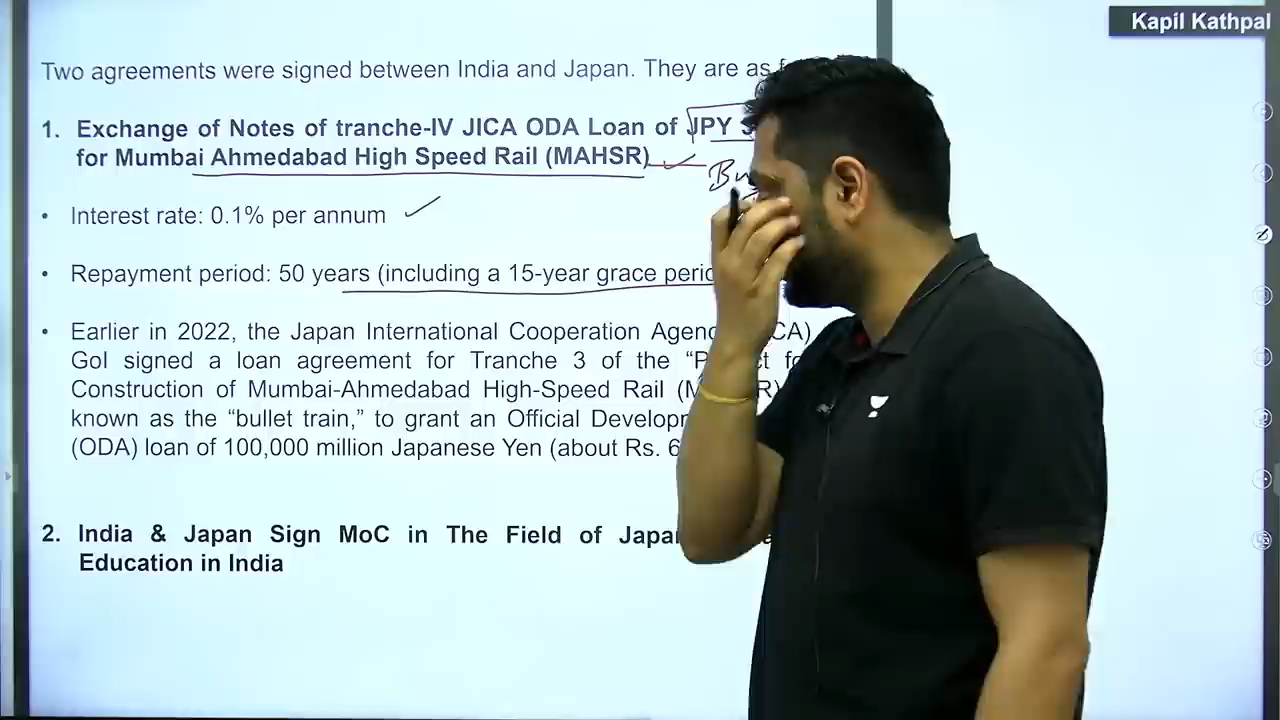 Kapil Kathpal
Two agreements were signed between India and Japan. They are as
1. Exchange of Notes of tranche-IV JICA ODA Loan of JPY
for Mumbai Ahmedabad High Speed Rail (MAHSR)
• Interest rate: 0.1% per annum
• Repayment period: 50 years (including a 15-year grace
• Earlier in 2022, the Japan International Cooperation
GoI signed a loan agreement for Tranche 3 of the
Construction of Mumbai-Ahmedabad High-Speed Rail
known as the “bullet train,” to grant an Official
(ODA) loan of 100,000 million Japanese Yen (about Rs.
2. India & Japan Sign MoC in The Field of
Education in India